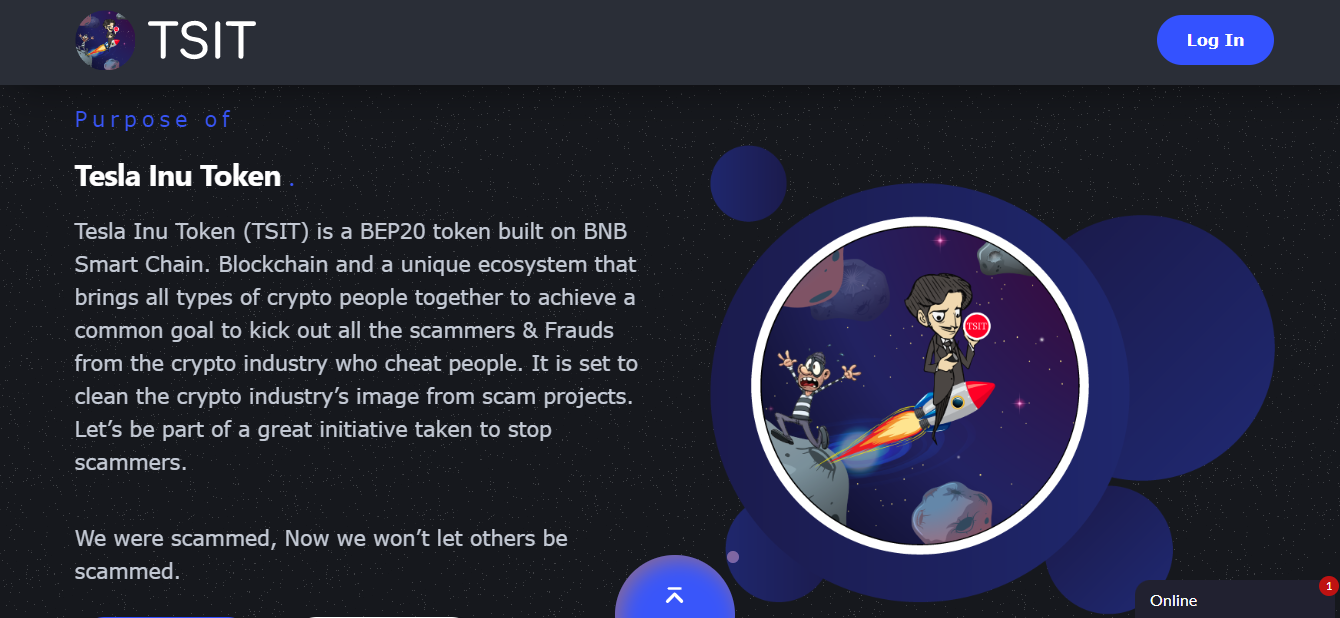 TSIT
Log In
Purpose of
Tesla Inu Token .
Tesla Inu Token (TSIT) is a BEP20 token built on BNB
Smart Chain. Blockchain and a unique ecosystem that
brings all types of crypto people together to achieve a
common goal to kick out all the scammers & Frauds
from the crypto industry who cheat people. It is set to
clean the crypto industry’s image from scam projects.
Let’s be part of a great initiative taken to stop
scammers.
We were scammed, Now we won’t let others be
scammed.
TSIT
Online
1